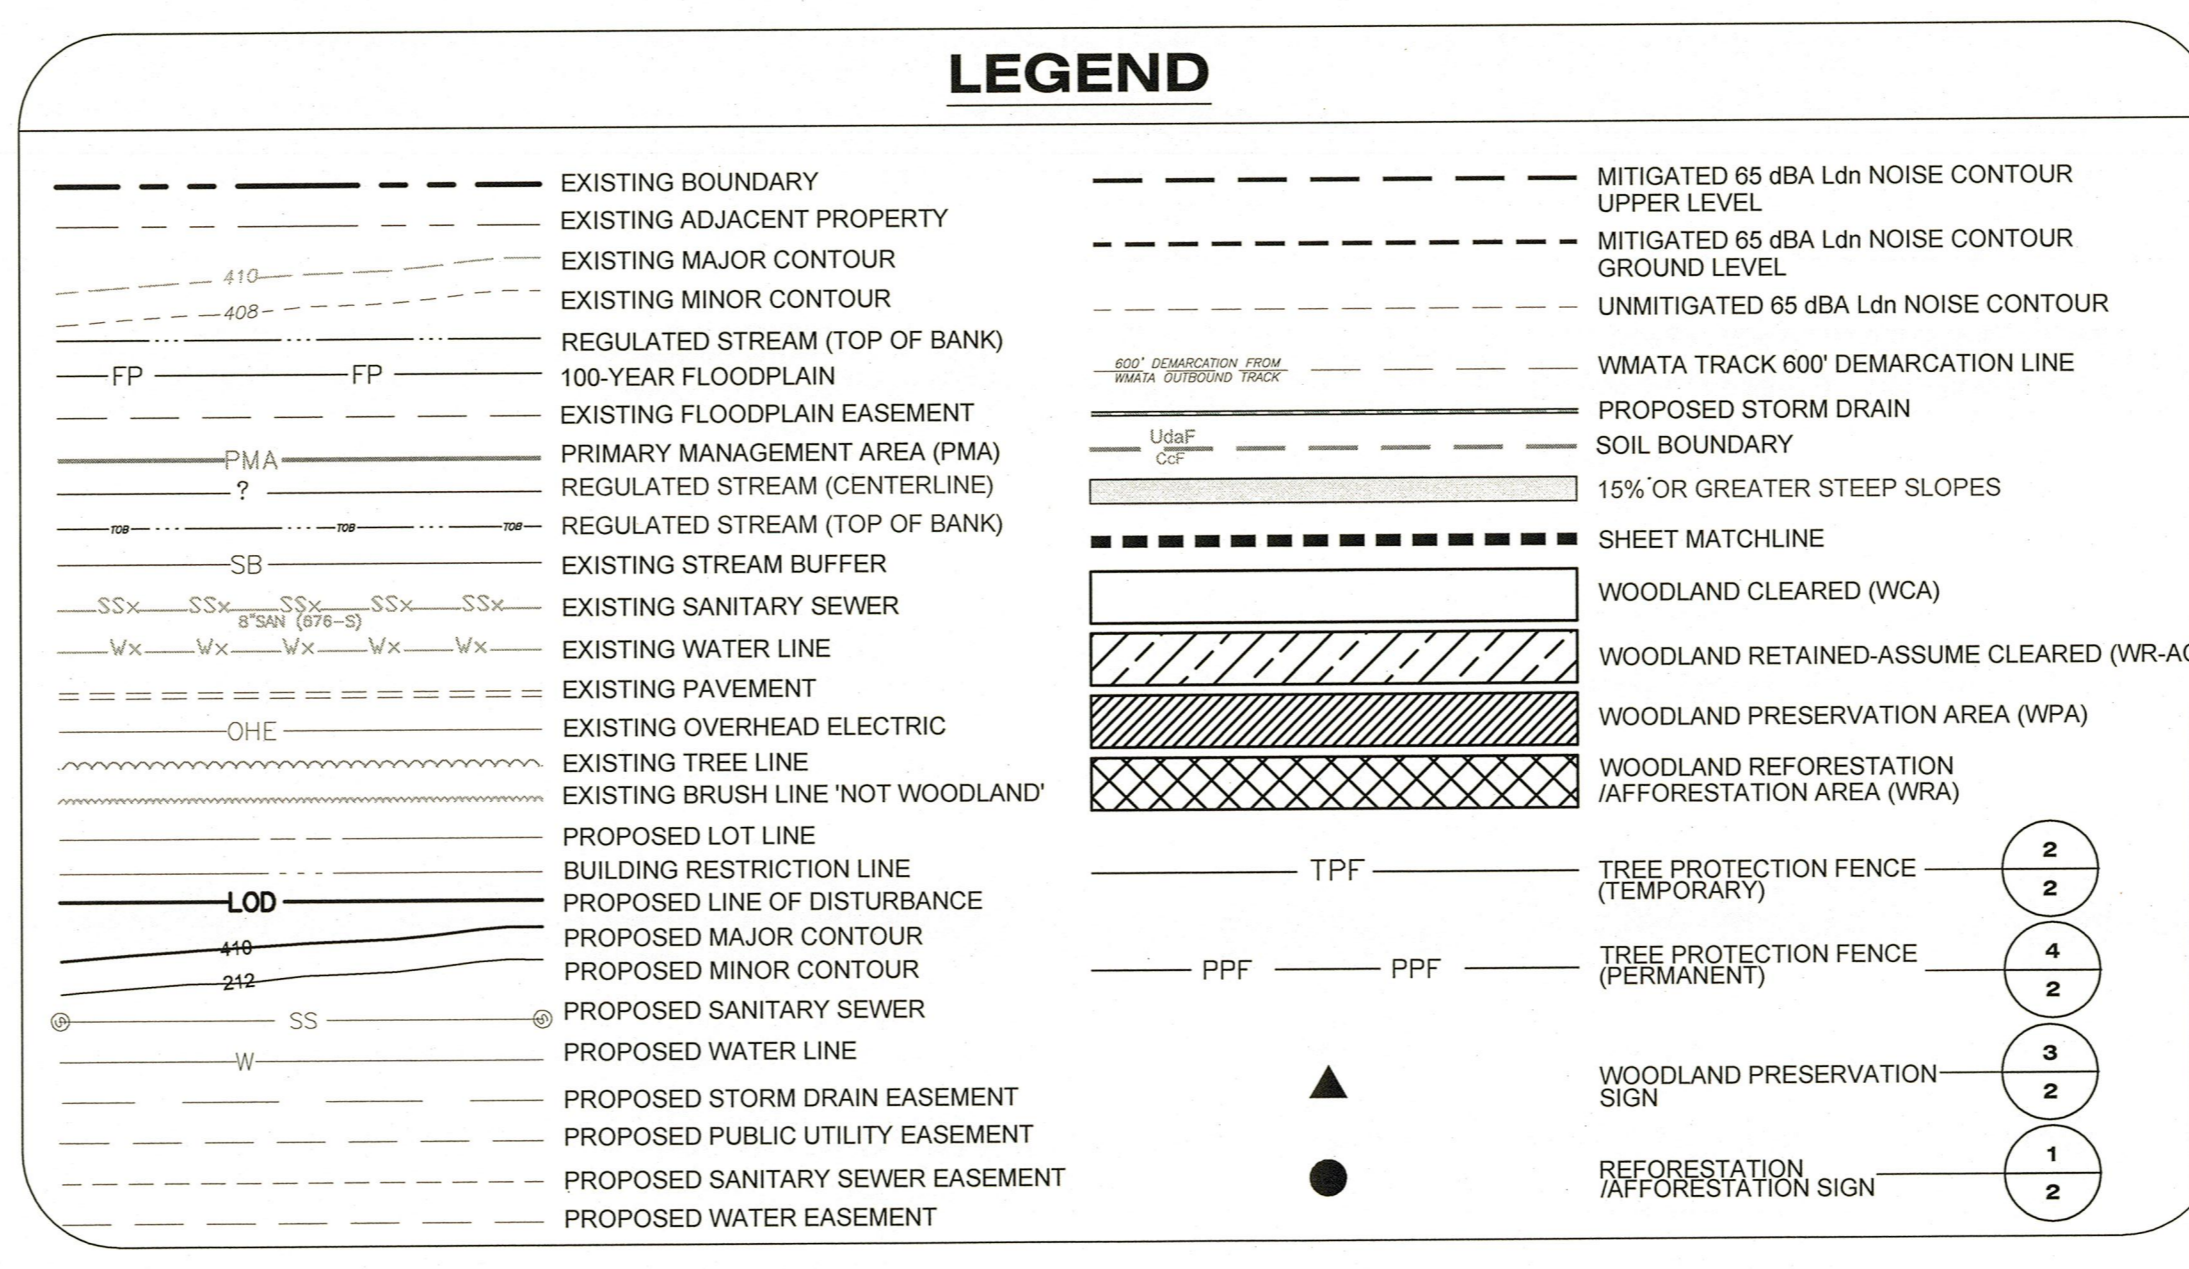 LEGEND
EXISTING BOUNDARY
EXISTING ADJACENT PROPERTY
410
EXISTING MAJOR CONTOUR
408
EXISTING MINOR CONTOUR
REGULATED STREAM (TOP OF BANK)
FP FP
100-YEAR FLOODPLAIN
EXISTING FLOODPLAIN EASEMENT
PMA
PRIMARY MANAGEMENT AREA (PMA)
?
REGULATED STREAM (CENTERLINE)
TOB TOB TOB
REGULATED STREAM (TOP OF BANK)
SB
EXISTING STREAM BUFFER
SSx SSx SSx SSx SSx
8"SAN (676-S)
EXISTING SANITARY SEWER
Wx Wx Wx Wx Wx
EXISTING WATER LINE
EXISTING PAVEMENT
OHE
EXISTING OVERHEAD ELECTRIC
EXISTING TREE LINE
EXISTING BRUSH LINE 'NOT WOODLAND'
PROPOSED LOT LINE
BUILDING RESTRICTION LINE
LOD
PROPOSED LINE OF DISTURBANCE
410
PROPOSED MAJOR CONTOUR
212
PROPOSED MINOR CONTOUR
S SS S
PROPOSED SANITARY SEWER
W
PROPOSED WATER LINE
PROPOSED STORM DRAIN EASEMENT
PROPOSED PUBLIC UTILITY EASEMENT
PROPOSED SANITARY SEWER EASEMENT
PROPOSED WATER EASEMENT
MITIGATED 65 dBA Ldn NOISE CONTOUR
UPPER LEVEL
MITIGATED 65 dBA Ldn NOISE CONTOUR
GROUND LEVEL
UNMITIGATED 65 dBA Ldn NOISE CONTOUR
600' DEMARCATION FROM
WMATA OUTBOUND TRACK
WMATA TRACK 600' DEMARCATION LINE
PROPOSED STORM DRAIN
UdaF
CcF
SOIL BOUNDARY
15% OR GREATER STEEP SLOPES
SHEET MATCHLINE
WOODLAND CLEARED (WCA)
WOODLAND RETAINED-ASSUME CLEARED (WR-AC
WOODLAND PRESERVATION AREA (WPA)
WOODLAND REFORESTATION
/AFFORESTATION AREA (WRA)
TPF
TREE PROTECTION FENCE
(TEMPORARY)
2
2
PPF PPF
TREE PROTECTION FENCE
(PERMANENT)
4
2
WOODLAND PRESERVATION
SIGN
3
2
REFORESTATION
/AFFORESTATION SIGN
1
2